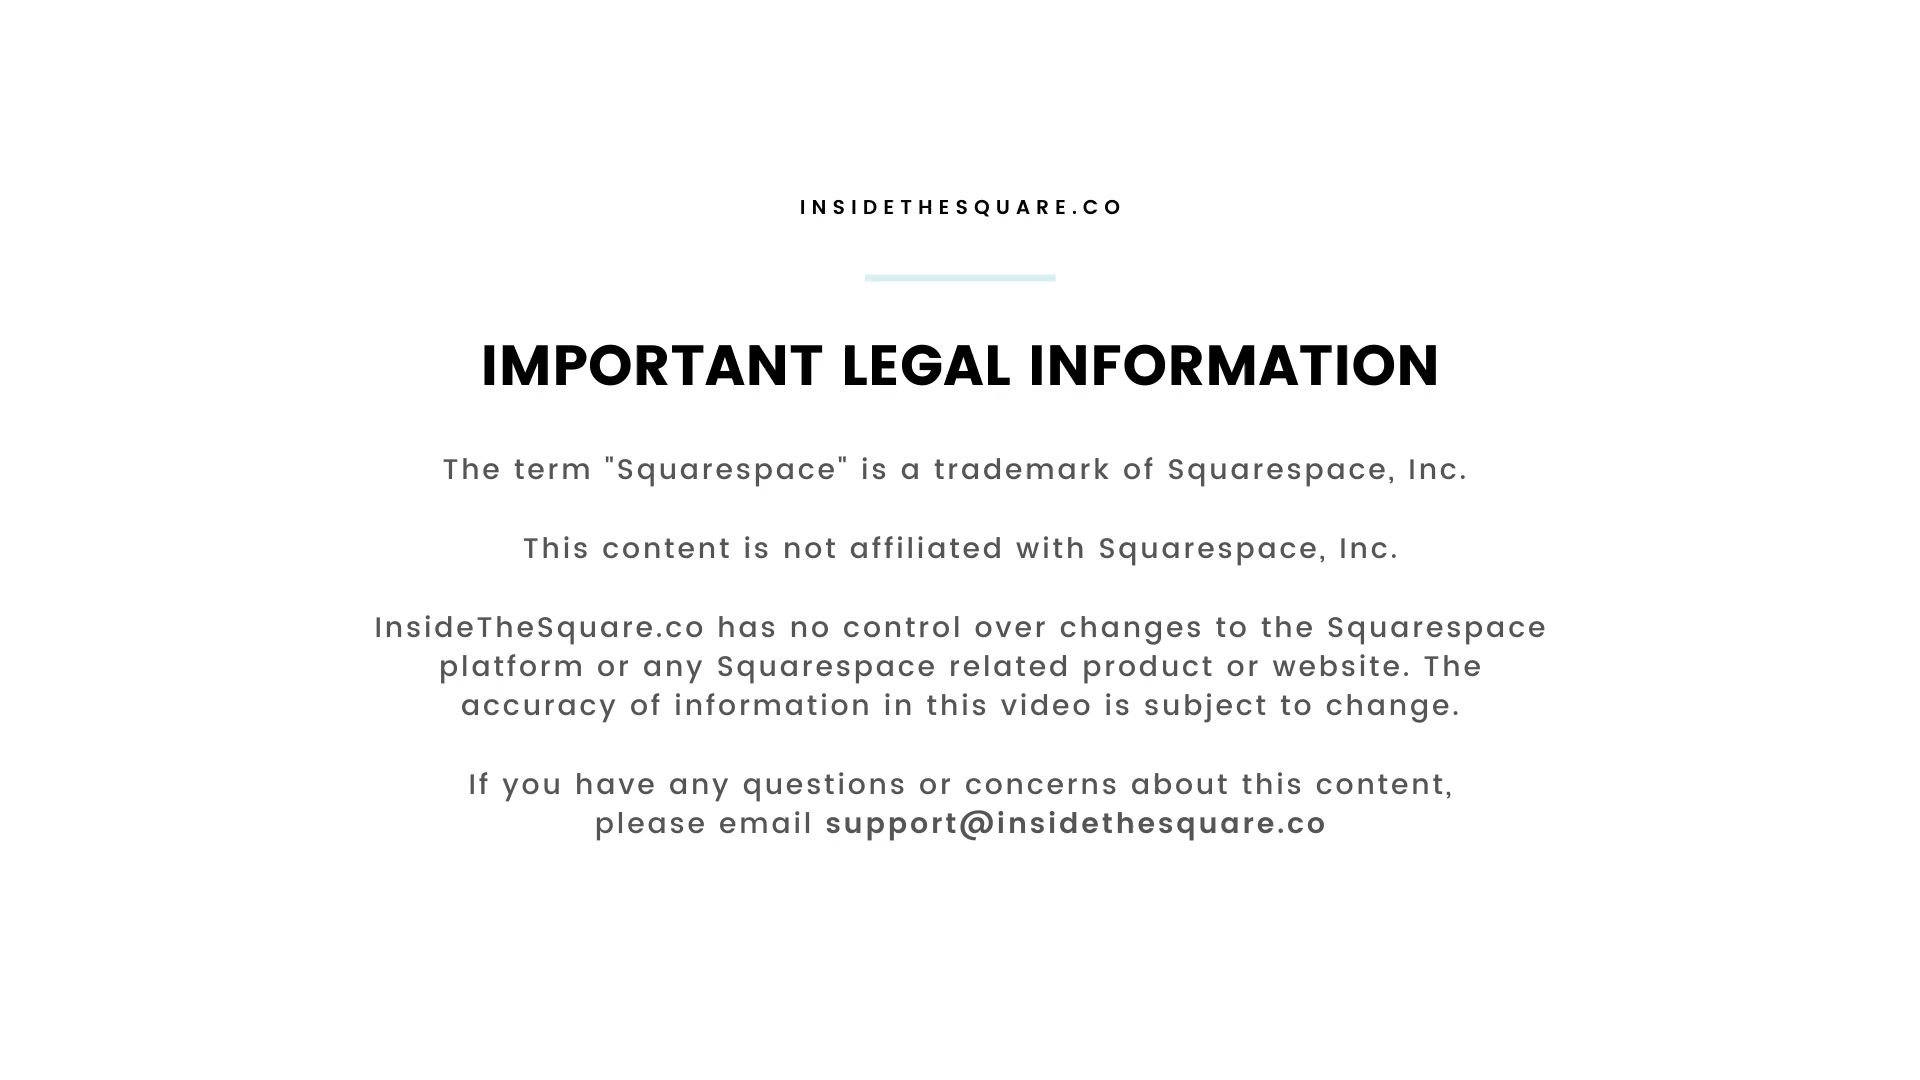 INSIDETHESQUARE.CO
IMPORTANT LEGAL INFORMATION
The term "Squarespace" is a trademark of Squarespace, Inc.
This content is not affiliated with Squarespace, Inc.
InsideTheSquare.co has no control over changes to the Squarespace
platform or any Squarespace related product or website. The
accuracy of information in this video is subject to change.
If you have any questions or concerns about this content,
please email support@insidethesquare.co